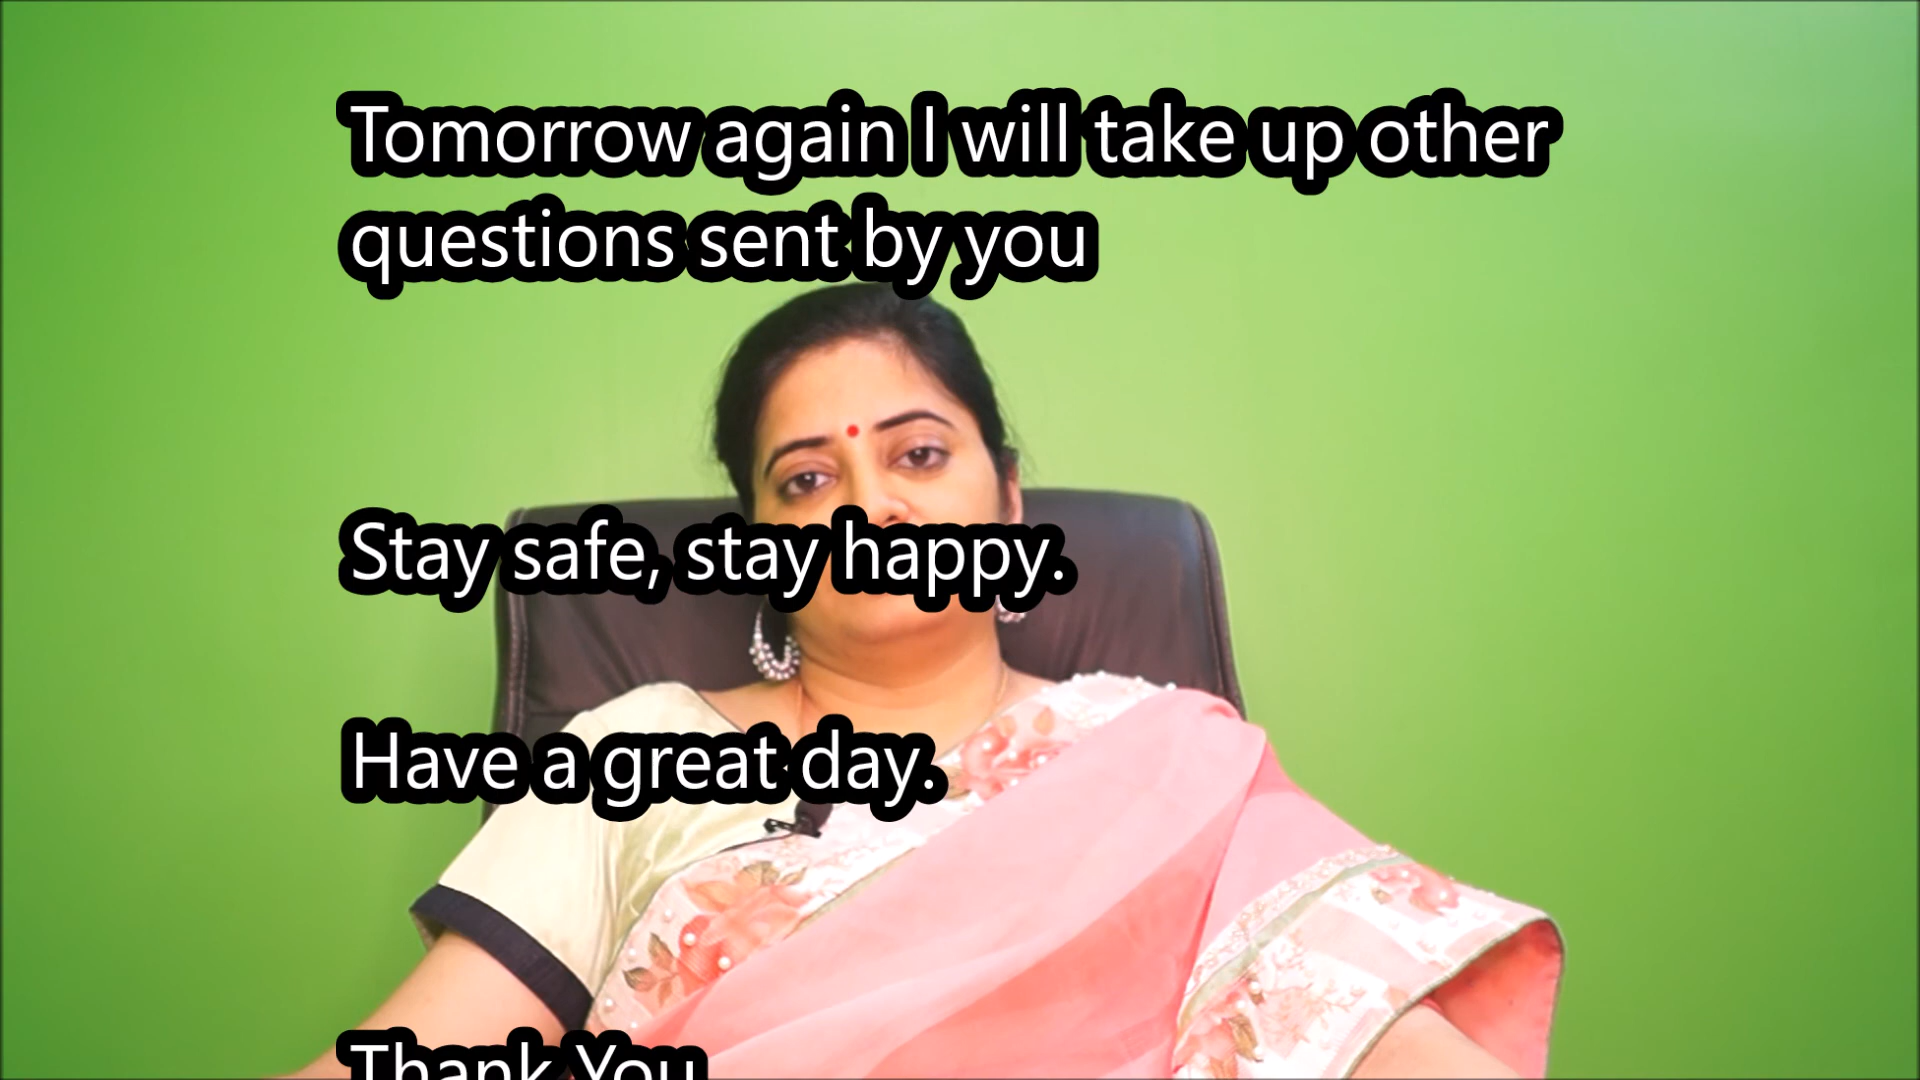 Tomorrow again I will take up other
questions sent by you
Stay safe, stay happy.
Have a great day.
Thank You